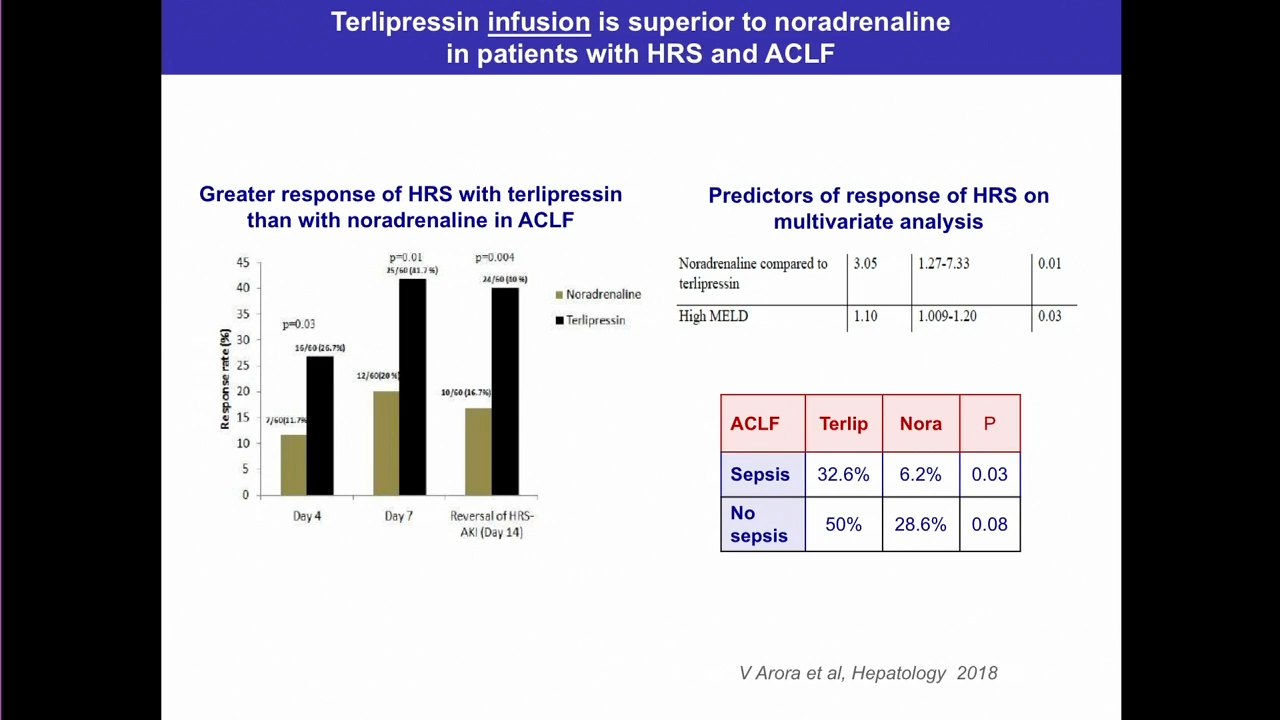 Terlipressin infusion is superior to noradrenaline
in patients with HRS and ACLF
Greater response of HRS with terlipressin
than with noradrenaline in ACLF
p=0.01
p=0.004
25/60 (41.7%)
24/60 (40 %)
p=0.03
16/60 (26.7%)
12/60(20 %)
10/60 (16.7%)
7/60(11.7%
Response rate (%)
45
40
35
30
25
20
15
10
5
0
Day 4
Day 7
Reversal of HRS-
AKI (Day 14)
Noradrenaline
Terlipressin
Predictors of response of HRS on
multivariate analysis
Noradrenaline compared to 3.05 1.27-7.33 0.01
terlipressin
High MELD 1.10 1.009-1.20 0.03
ACLF Terlip Nora P
Sepsis 32.6% 6.2% 0.03
No
sepsis 50% 28.6% 0.08
V Arora et al, Hepatology 2018